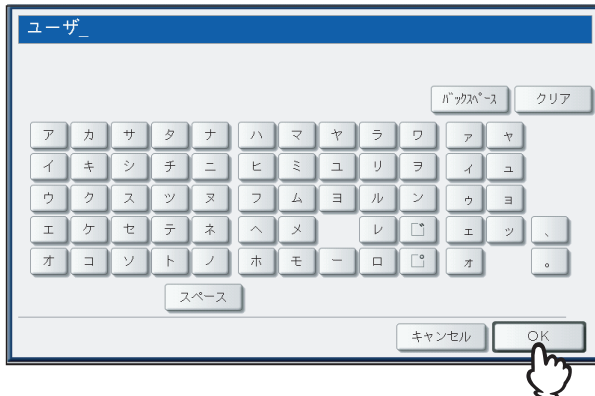 ユーザ_
ﾊﾞｯｸｽﾍﾟｰｽ クリア
ア カ サ タ ナ ハ マ ヤ ラ ワ ァ ャ
イ キ シ チ ニ ヒ ミ ユ リ ヲ ィ ュ
ウ ク ス ツ ヌ フ ム ヨ ル ン ゥ ョ
エ ケ セ テ ネ ヘ メ レ ゛ ェ ッ 、
オ コ ソ ト ノ ホ モ ー ロ ゜ ォ 。
スペース
キャンセル OK